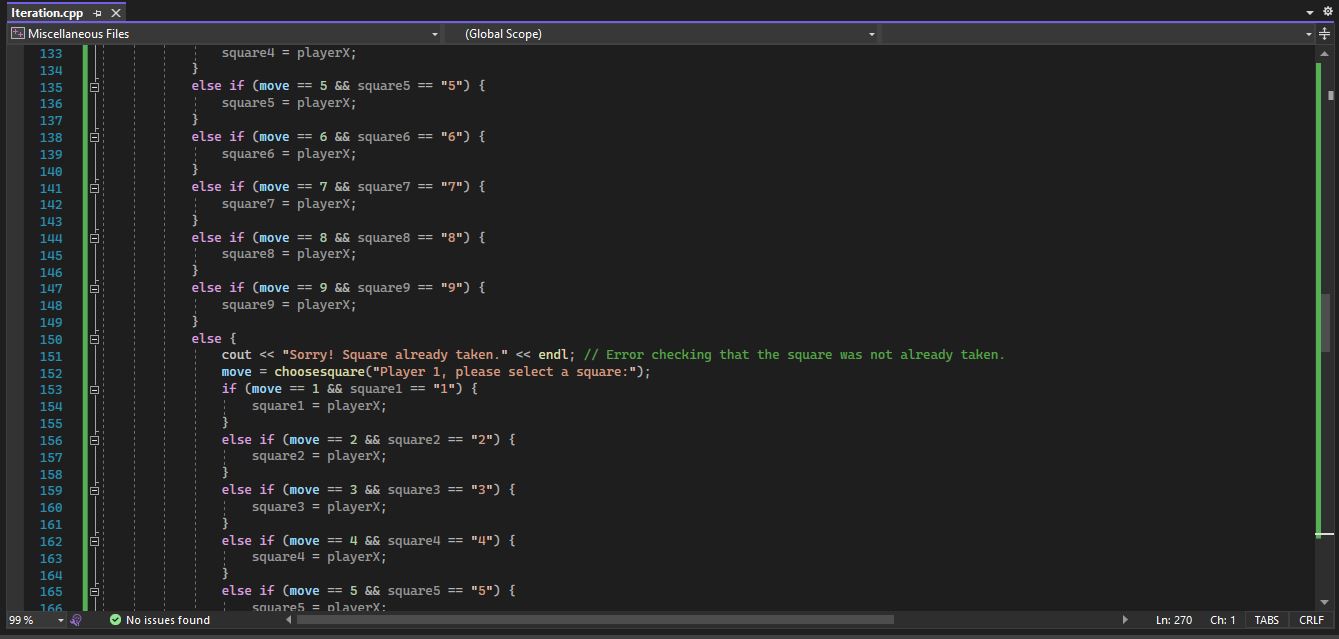 Iteration.cpp
Miscellaneous Files (Global Scope)
133 square4 = playerX;
134 }
135 else if (move == 5 && square5 == "5") {
136 square5 = playerX;
137 }
138 else if (move == 6 && square6 == "6") {
139 square6 = playerX;
140 }
141 else if (move == 7 && square7 == "7") {
142 square7 = playerX;
143 }
144 else if (move == 8 && square8 == "8") {
145 square8 = playerX;
146 }
147 else if (move == 9 && square9 == "9") {
148 square9 = playerX;
149 }
150 else {
151 cout << "Sorry! Square already taken." << endl; // Error checking that the square was not already taken.
152 move = choosesquare("Player 1, please select a square:");
153 if (move == 1 && square1 == "1") {
154 square1 = playerX;
155 }
156 else if (move == 2 && square2 == "2") {
157 square2 = playerX;
158 }
159 else if (move == 3 && square3 == "3") {
160 square3 = playerX;
161 }
162 else if (move == 4 && square4 == "4") {
163 square4 = playerX;
164 }
165 else if (move == 5 && square5 == "5") {
166 square5 = playerX;
99 % No issues found Ln: 270 Ch: 1 TABS CRLF